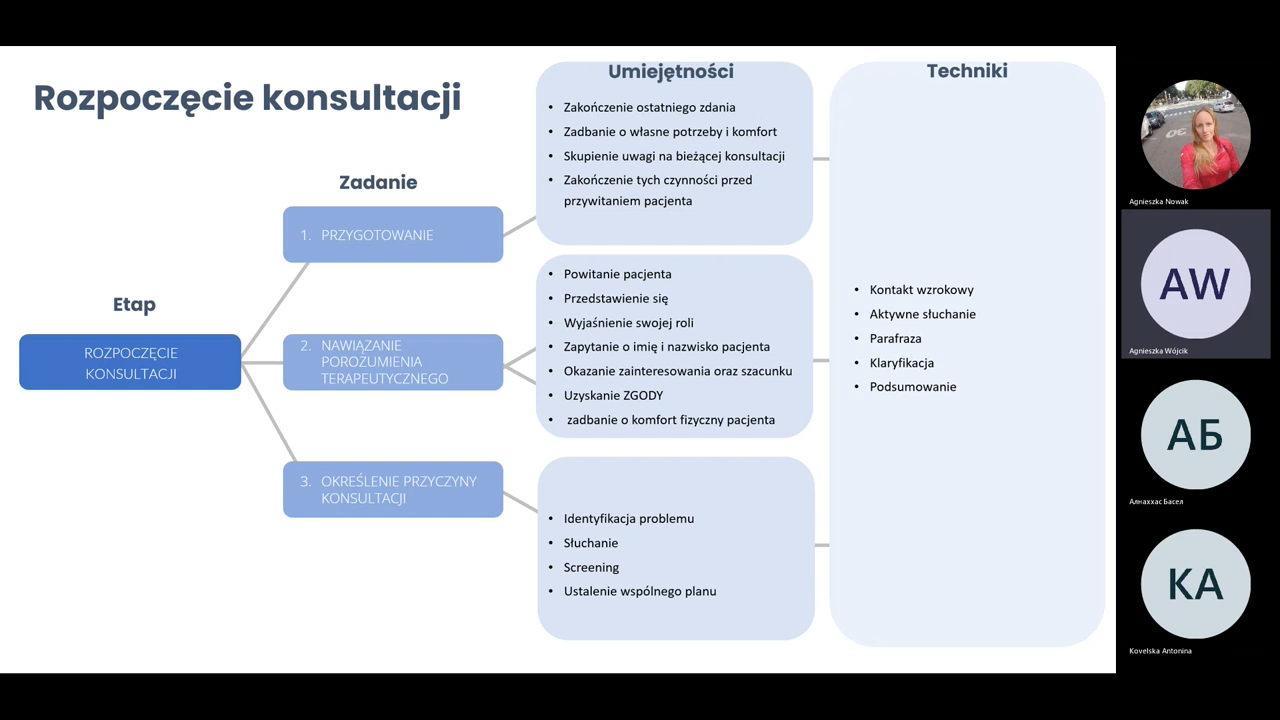 Rozpoczęcie konsultacji
Etap
ROZPOCZĘCIE
KONSULTACJI
Zadanie
1. PRZYGOTOWANIE
2. NAWIĄZANIE
POROZUMIENIA
TERAPEUTYCZNEGO
3. OKREŚLENIE PRZYCZYNY
KONSULTACJI
Umiejętności
• Zakończenie ostatniego zdania
• Zadbanie o własne potrzeby i komfort
• Skupienie uwagi na bieżącej konsultacji
• Zakończenie tych czynności przed
przywitaniem pacjenta
• Powitanie pacjenta
• Przedstawienie się
• Wyjaśnienie swojej roli
• Zapytanie o imię i nazwisko pacjenta
• Okazanie zainteresowania oraz szacunku
• Uzyskanie ZGODY
• zadbanie o komfort fizyczny pacjenta
• Identyfikacja problemu
• Słuchanie
• Screening
• Ustalenie wspólnego planu
Techniki
• Kontakt wzrokowy
• Aktywne słuchanie
• Parafraza
• Klaryfikacja
• Podsumowanie
Agnieszka Nowak
AW
Agnieszka Wójcik
АБ
Алнаххас Басел
KA
Kovelska Antonina